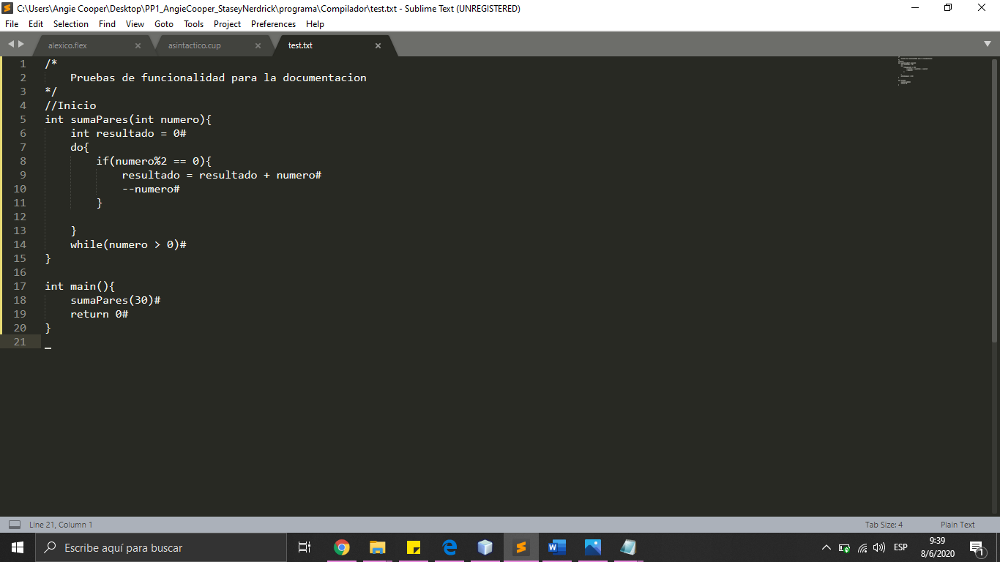 C:\Users\Angie Cooper\Desktop\PP1_AngieCooper_StaseyNerdrick\programa\Compilador\test.txt - Sublime Text (UNREGISTERED)
File Edit Selection Find View Goto Tools Project Preferences Help
alexico.flex × asintactico.cup × test.txt ×
1 /*
2     Pruebas de funcionalidad para la documentacion
3 */
4 //Inicio
5 int sumaPares(int numero){
6     int resultado = 0#
7     do{
8         if(numero%2 == 0){
9             resultado = resultado + numero#
10             --numero#
11         }
12
13     }
14     while(numero > 0)#
15 }
16
17 int main(){
18     sumaPares(30)#
19     return 0#
20 }
21
Line 21, Column 1 Tab Size: 4 Plain Text
Escribe aquí para buscar
ESP
9:39
8/6/2020
1